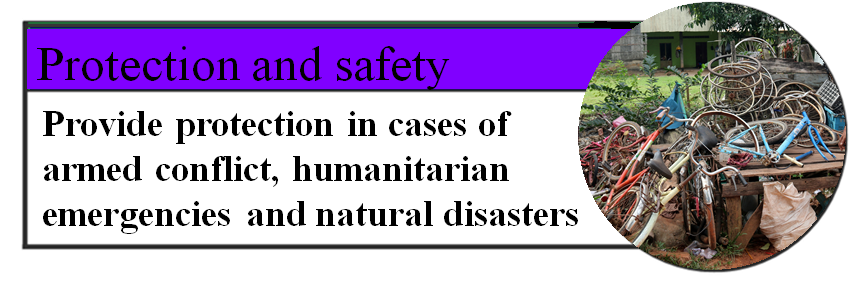 Protection and safety
Provide protection in cases of
armed conflict, humanitarian
emergencies and natural disasters